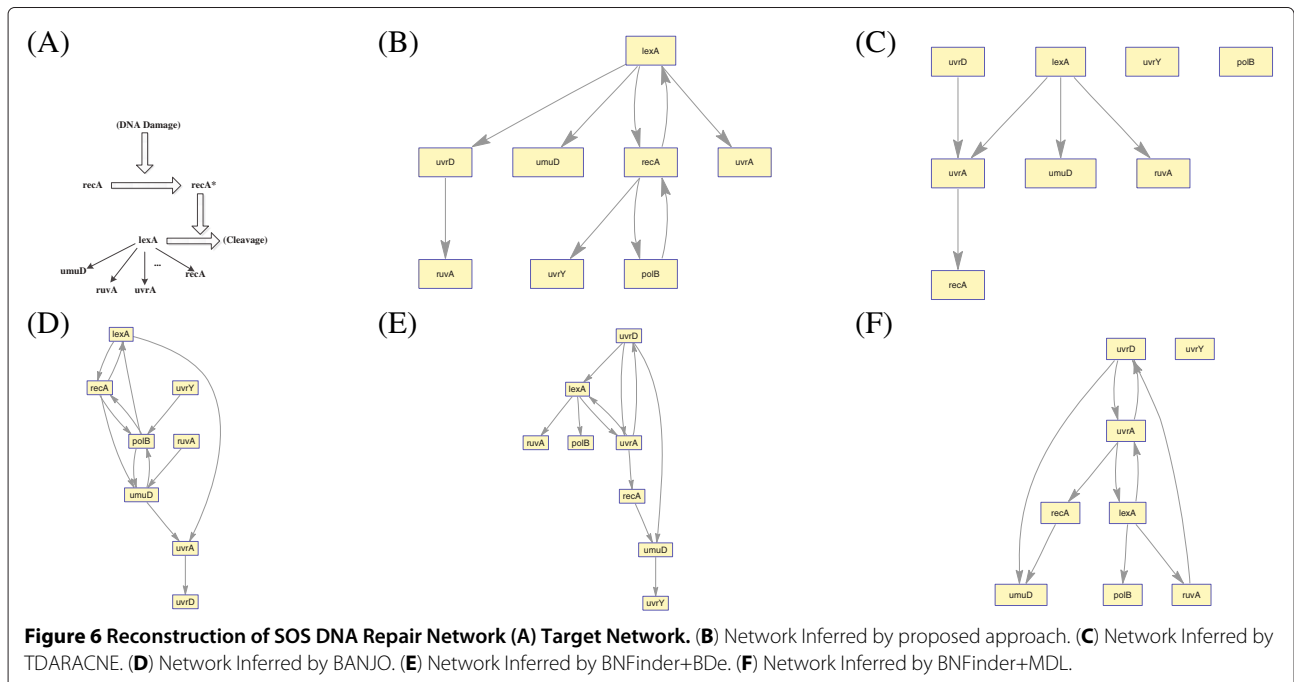 (A)
(DNA Damage)
recA
recA*
lexA
(Cleavage)
umuD
ruvA
...
uvrA
recA
(B)
lexA
uvrD
umuD
recA
uvrA
ruvA
uvrY
polB
(C)
uvrD
lexA
uvrY
polB
uvrA
umuD
ruvA
recA
(D)
lexA
recA
uvrY
polB
ruvA
umuD
uvrA
uvrD
(E)
uvrD
lexA
ruvA
polB
uvrA
recA
umuD
uvrY
(F)
uvrD
uvrY
uvrA
recA
lexA
umuD
polB
ruvA
Figure 6 Reconstruction of SOS DNA Repair Network (A) Target Network. (B) Network Inferred by proposed approach. (C) Network Inferred by
TDARACNE. (D) Network Inferred by BANJO. (E) Network Inferred by BNFinder+BDe. (F) Network Inferred by BNFinder+MDL.